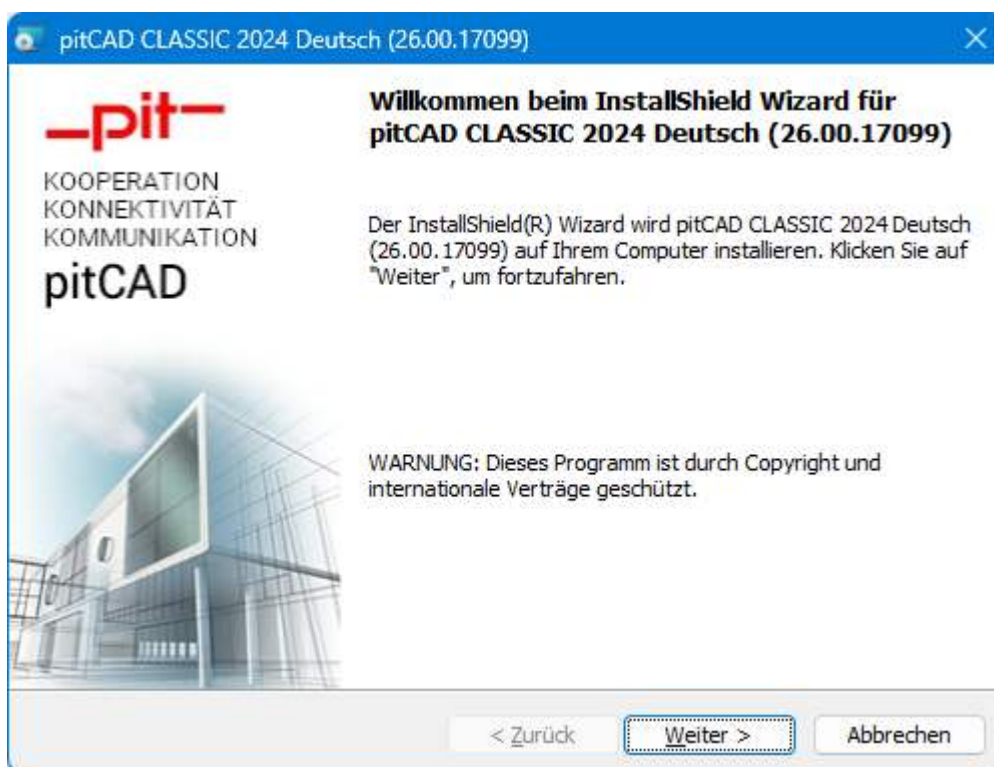 pitCAD CLASSIC 2024 Deutsch (26.00.17099)
pit
KOOPERATION
KONNEKTIVITÄT
KOMMUNIKATION
pitCAD
Willkommen beim InstallShield Wizard für
pitCAD CLASSIC 2024 Deutsch (26.00.17099)
Der InstallShield(R) Wizard wird pitCAD CLASSIC 2024 Deutsch
(26.00.17099) auf Ihrem Computer installieren. Klicken Sie auf
"Weiter", um fortzufahren.
WARNUNG: Dieses Programm ist durch Copyright und
internationale Verträge geschützt.
< Zurück Weiter > Abbrechen